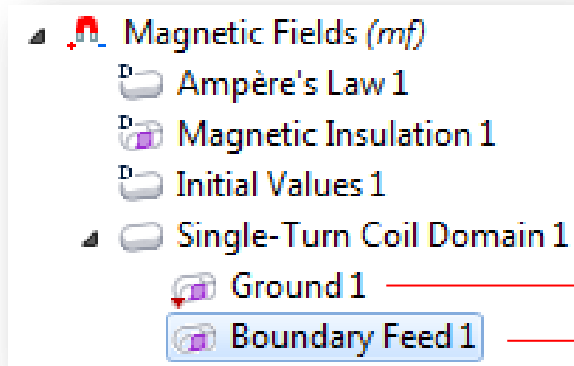 Magnetic Fields (mf)
D Ampère's Law 1
D Magnetic Insulation 1
D Initial Values 1
Single-Turn Coil Domain 1
Ground 1
Boundary Feed 1